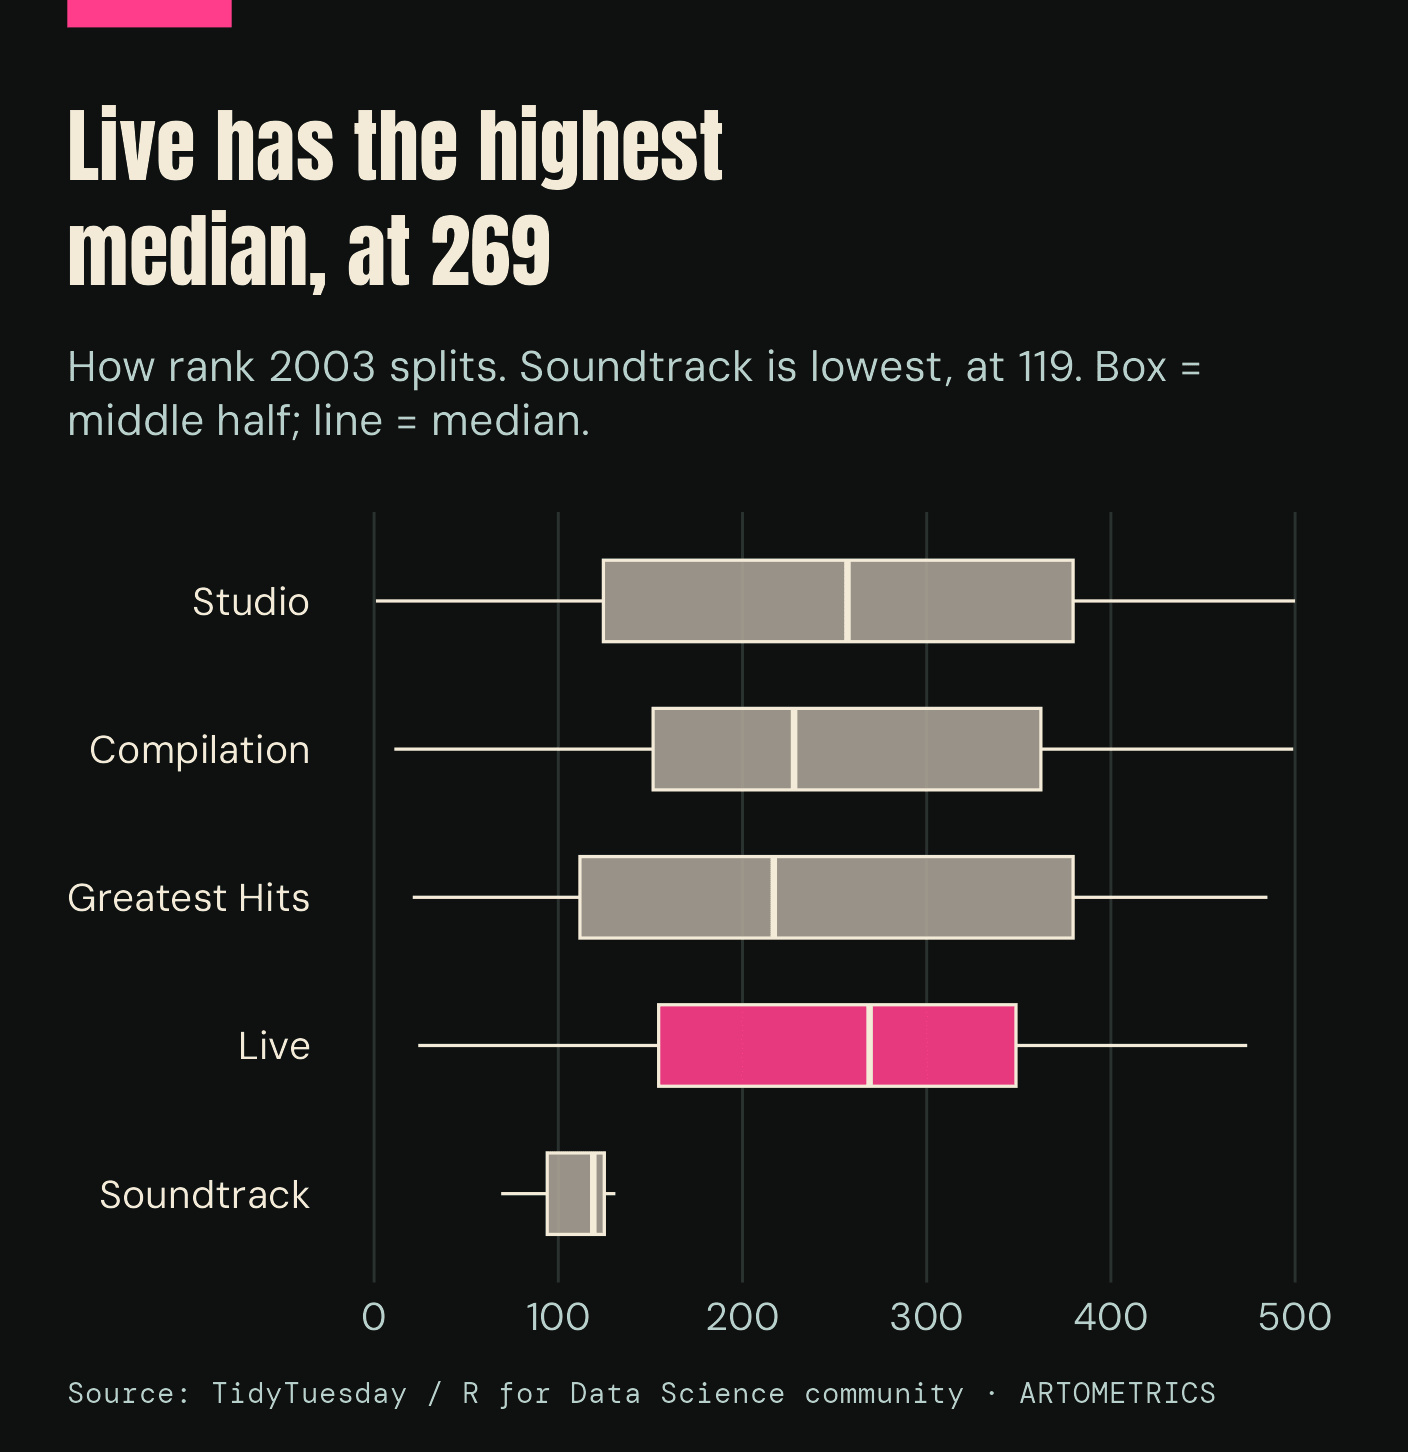 Live has the highest
median, at 269
How rank 2003 splits. Soundtrack is lowest, at 119. Box =
middle half; line = median.
Studio
Compilation
Greatest Hits
Live
Soundtrack
0 100 200 300 400 500
Source: TidyTuesday / R for Data Science community · ARTOMETRICS